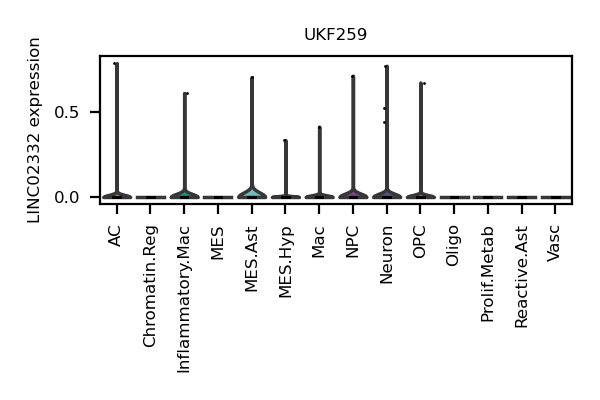 UKF259
LINC02332 expression
0.5
0.0
AC
Chromatin.Reg
Inflammatory.Mac
MES
MES.Ast
MES.Hyp
Mac
NPC
Neuron
OPC
Oligo
Prolif.Metab
Reactive.Ast
Vasc